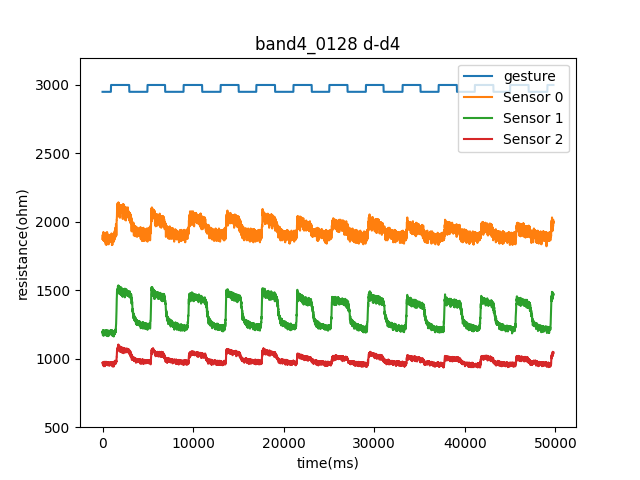 band4_0128 d-d4
gesture
Sensor 0
Sensor 1
Sensor 2
resistance(ohm)
3000
2500
2000
1500
1000
500
0
10000
20000
30000
40000
50000
time(ms)